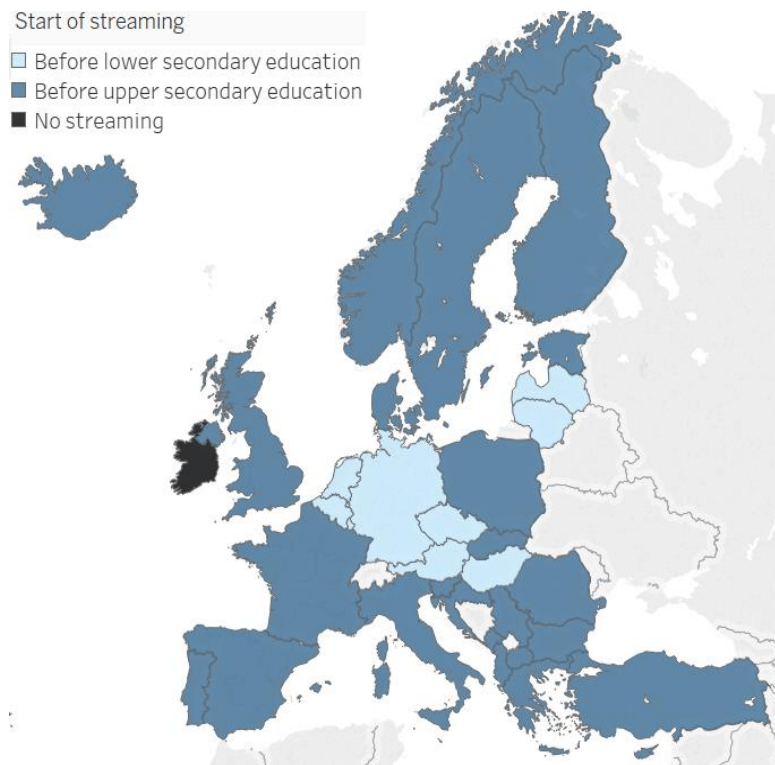 Start of streaming
Before lower secondary education
Before upper secondary education
No streaming